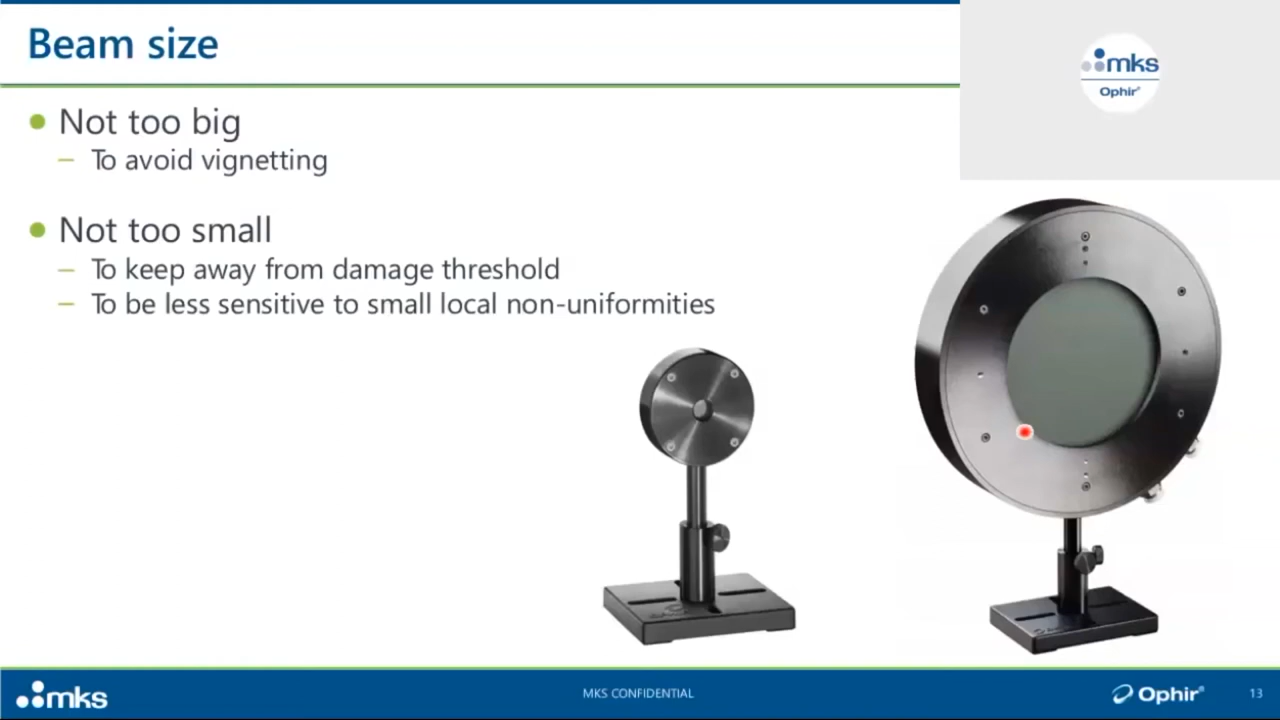 Beam size
mks
Ophir
Not too big
– To avoid vignetting
Not too small
– To keep away from damage threshold
– To be less sensitive to small local non-uniformities
mks
MKS CONFIDENTIAL
Ophir®
13